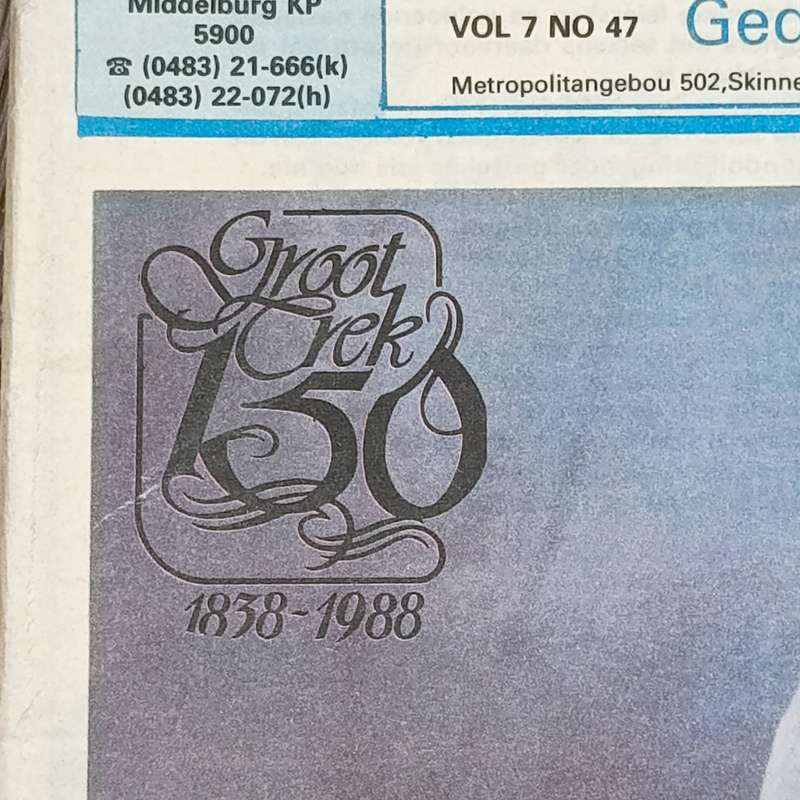 Middelburg KP
5900
☎ (0483) 21-666(k)
(0483) 22-072(h)
VOL 7 NO 47
Metropolitangebou 502,
Groot
Trek
150
1838-1988